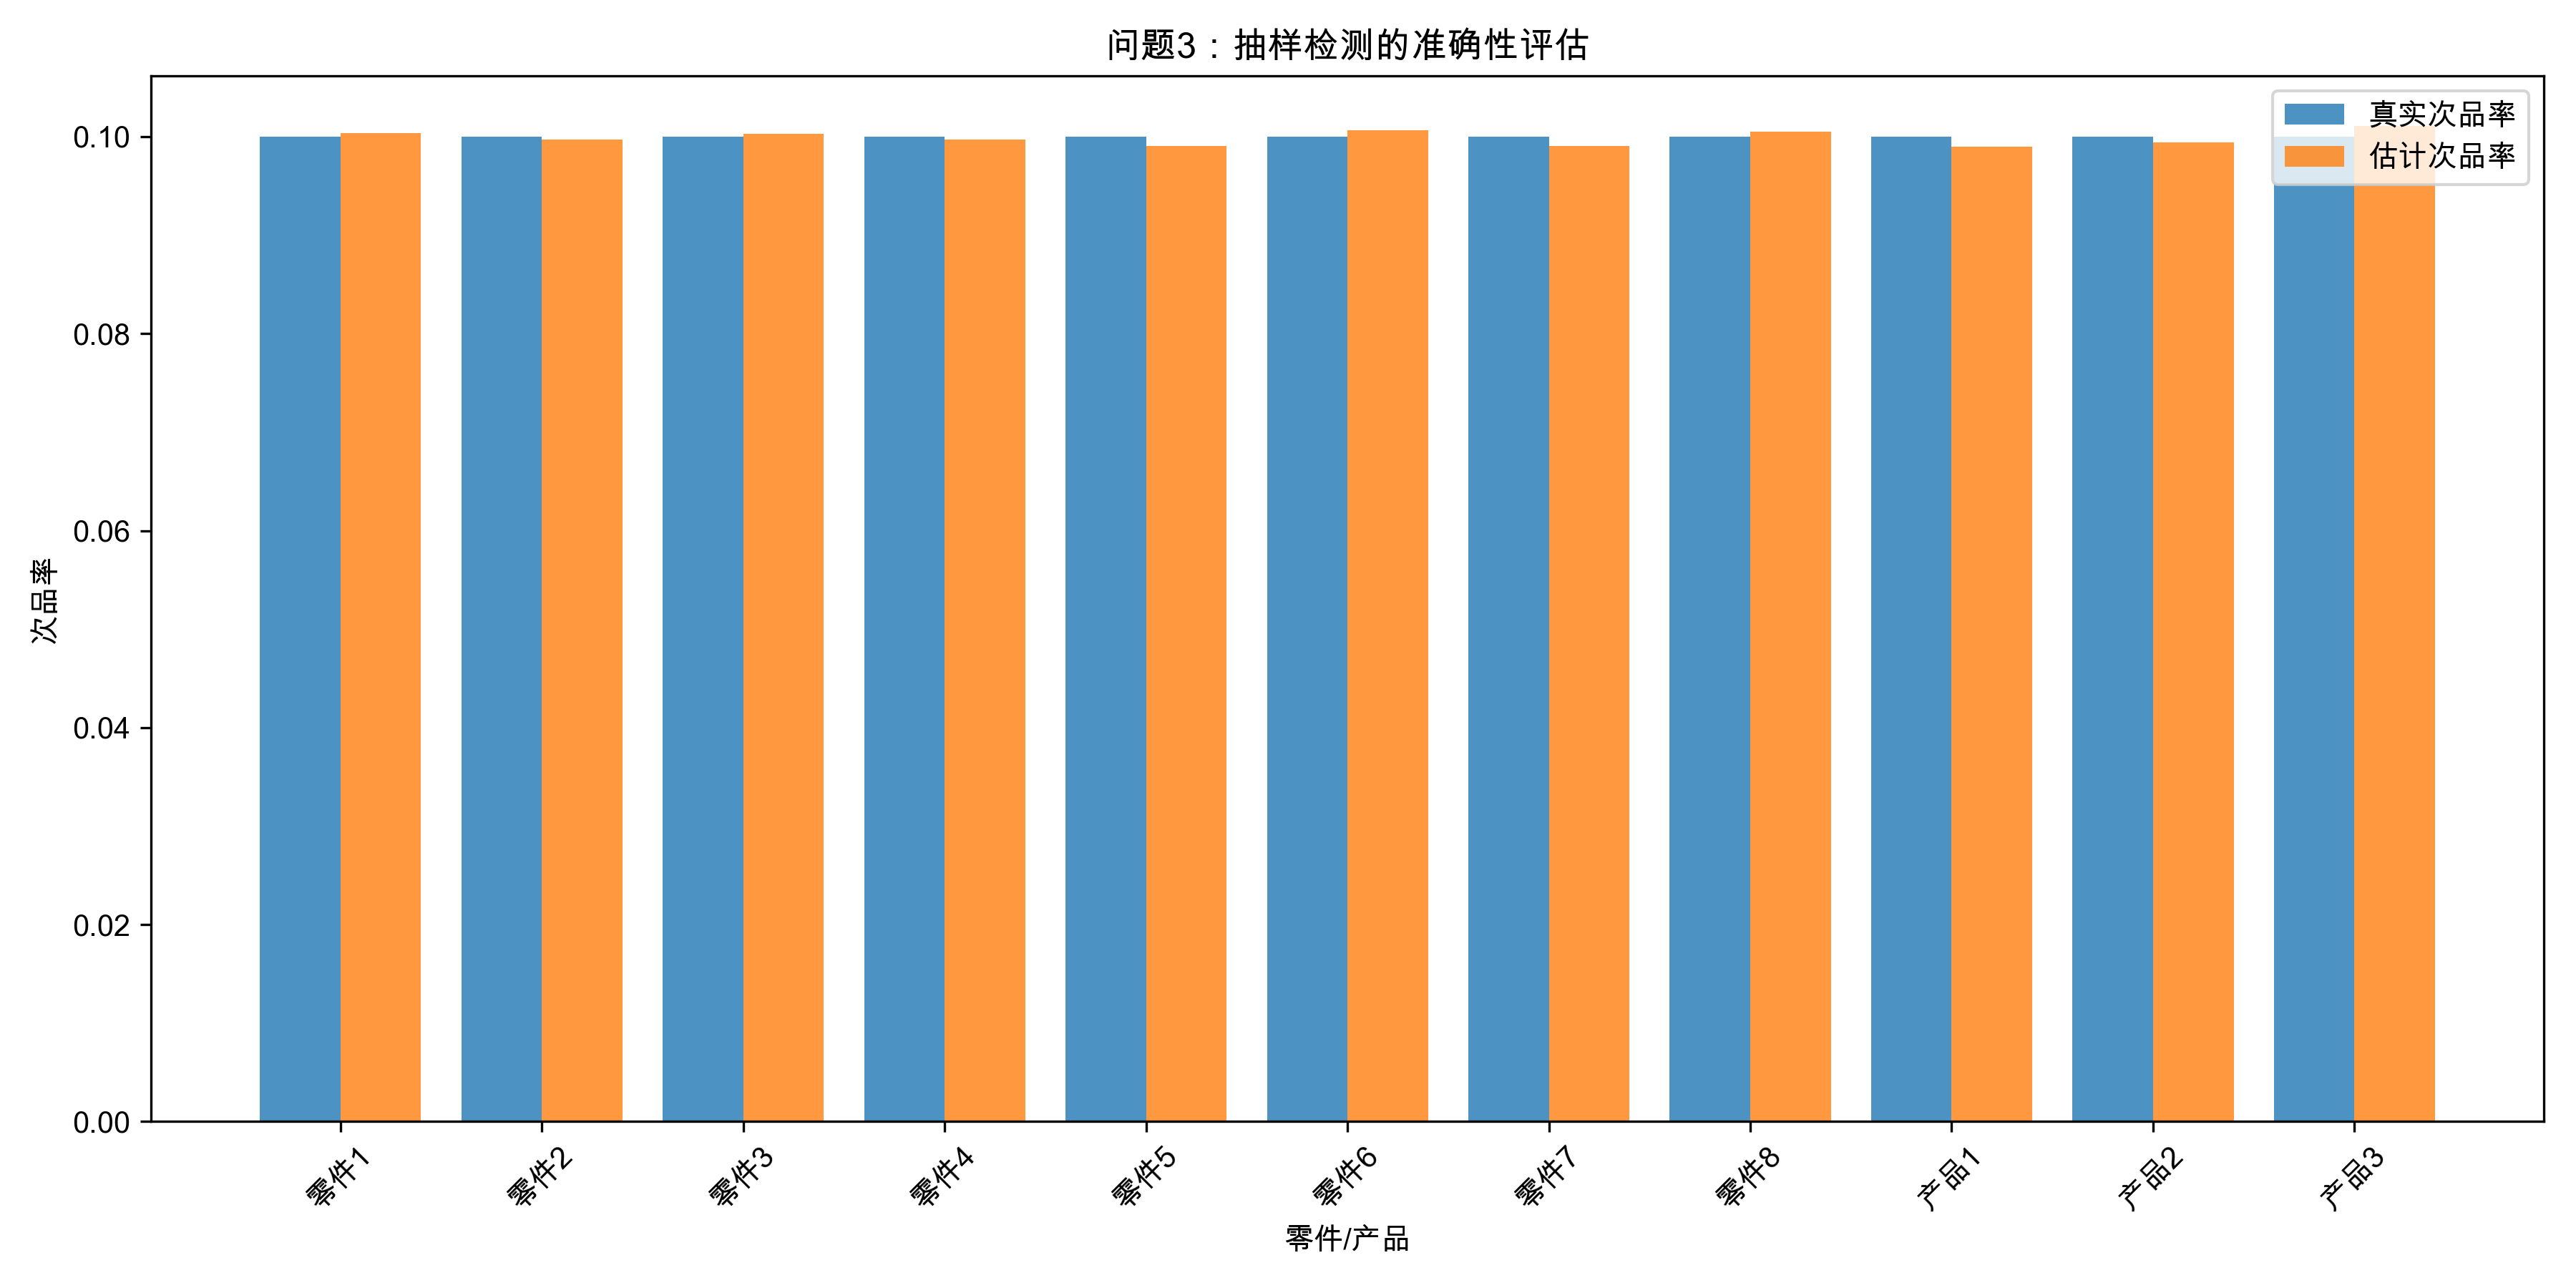 问题3：抽样检测的准确性评估
真实次品率
估计次品率
次品率
0.10
0.08
0.06
0.04
0.02
0.00
零件1
零件2
零件3
零件4
零件5
零件6
零件7
零件8
产品1
产品2
产品3
零件/产品